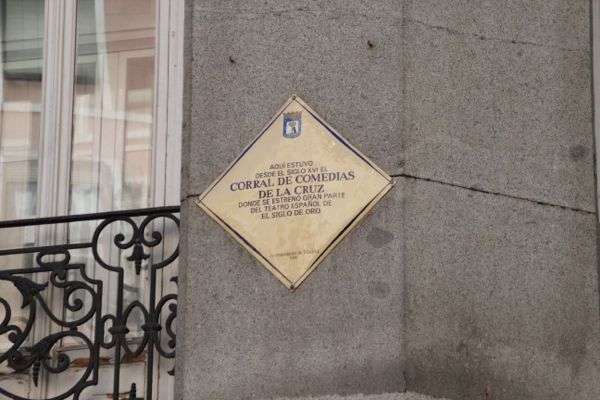 AQUI ESTUVO
DESDE EL SIGLO XVI EL
CORRAL DE COMEDIAS
DE LA CRUZ
DONDE SE ESTRENÓ GRAN PARTE
DEL TEATRO ESPAÑOL DE
EL SIGLO DE ORO